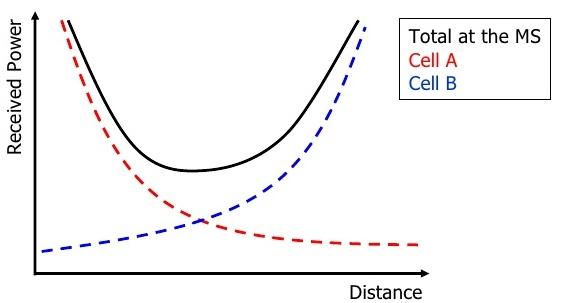 Received Power
Total at the MS
Cell A
Cell B
Distance